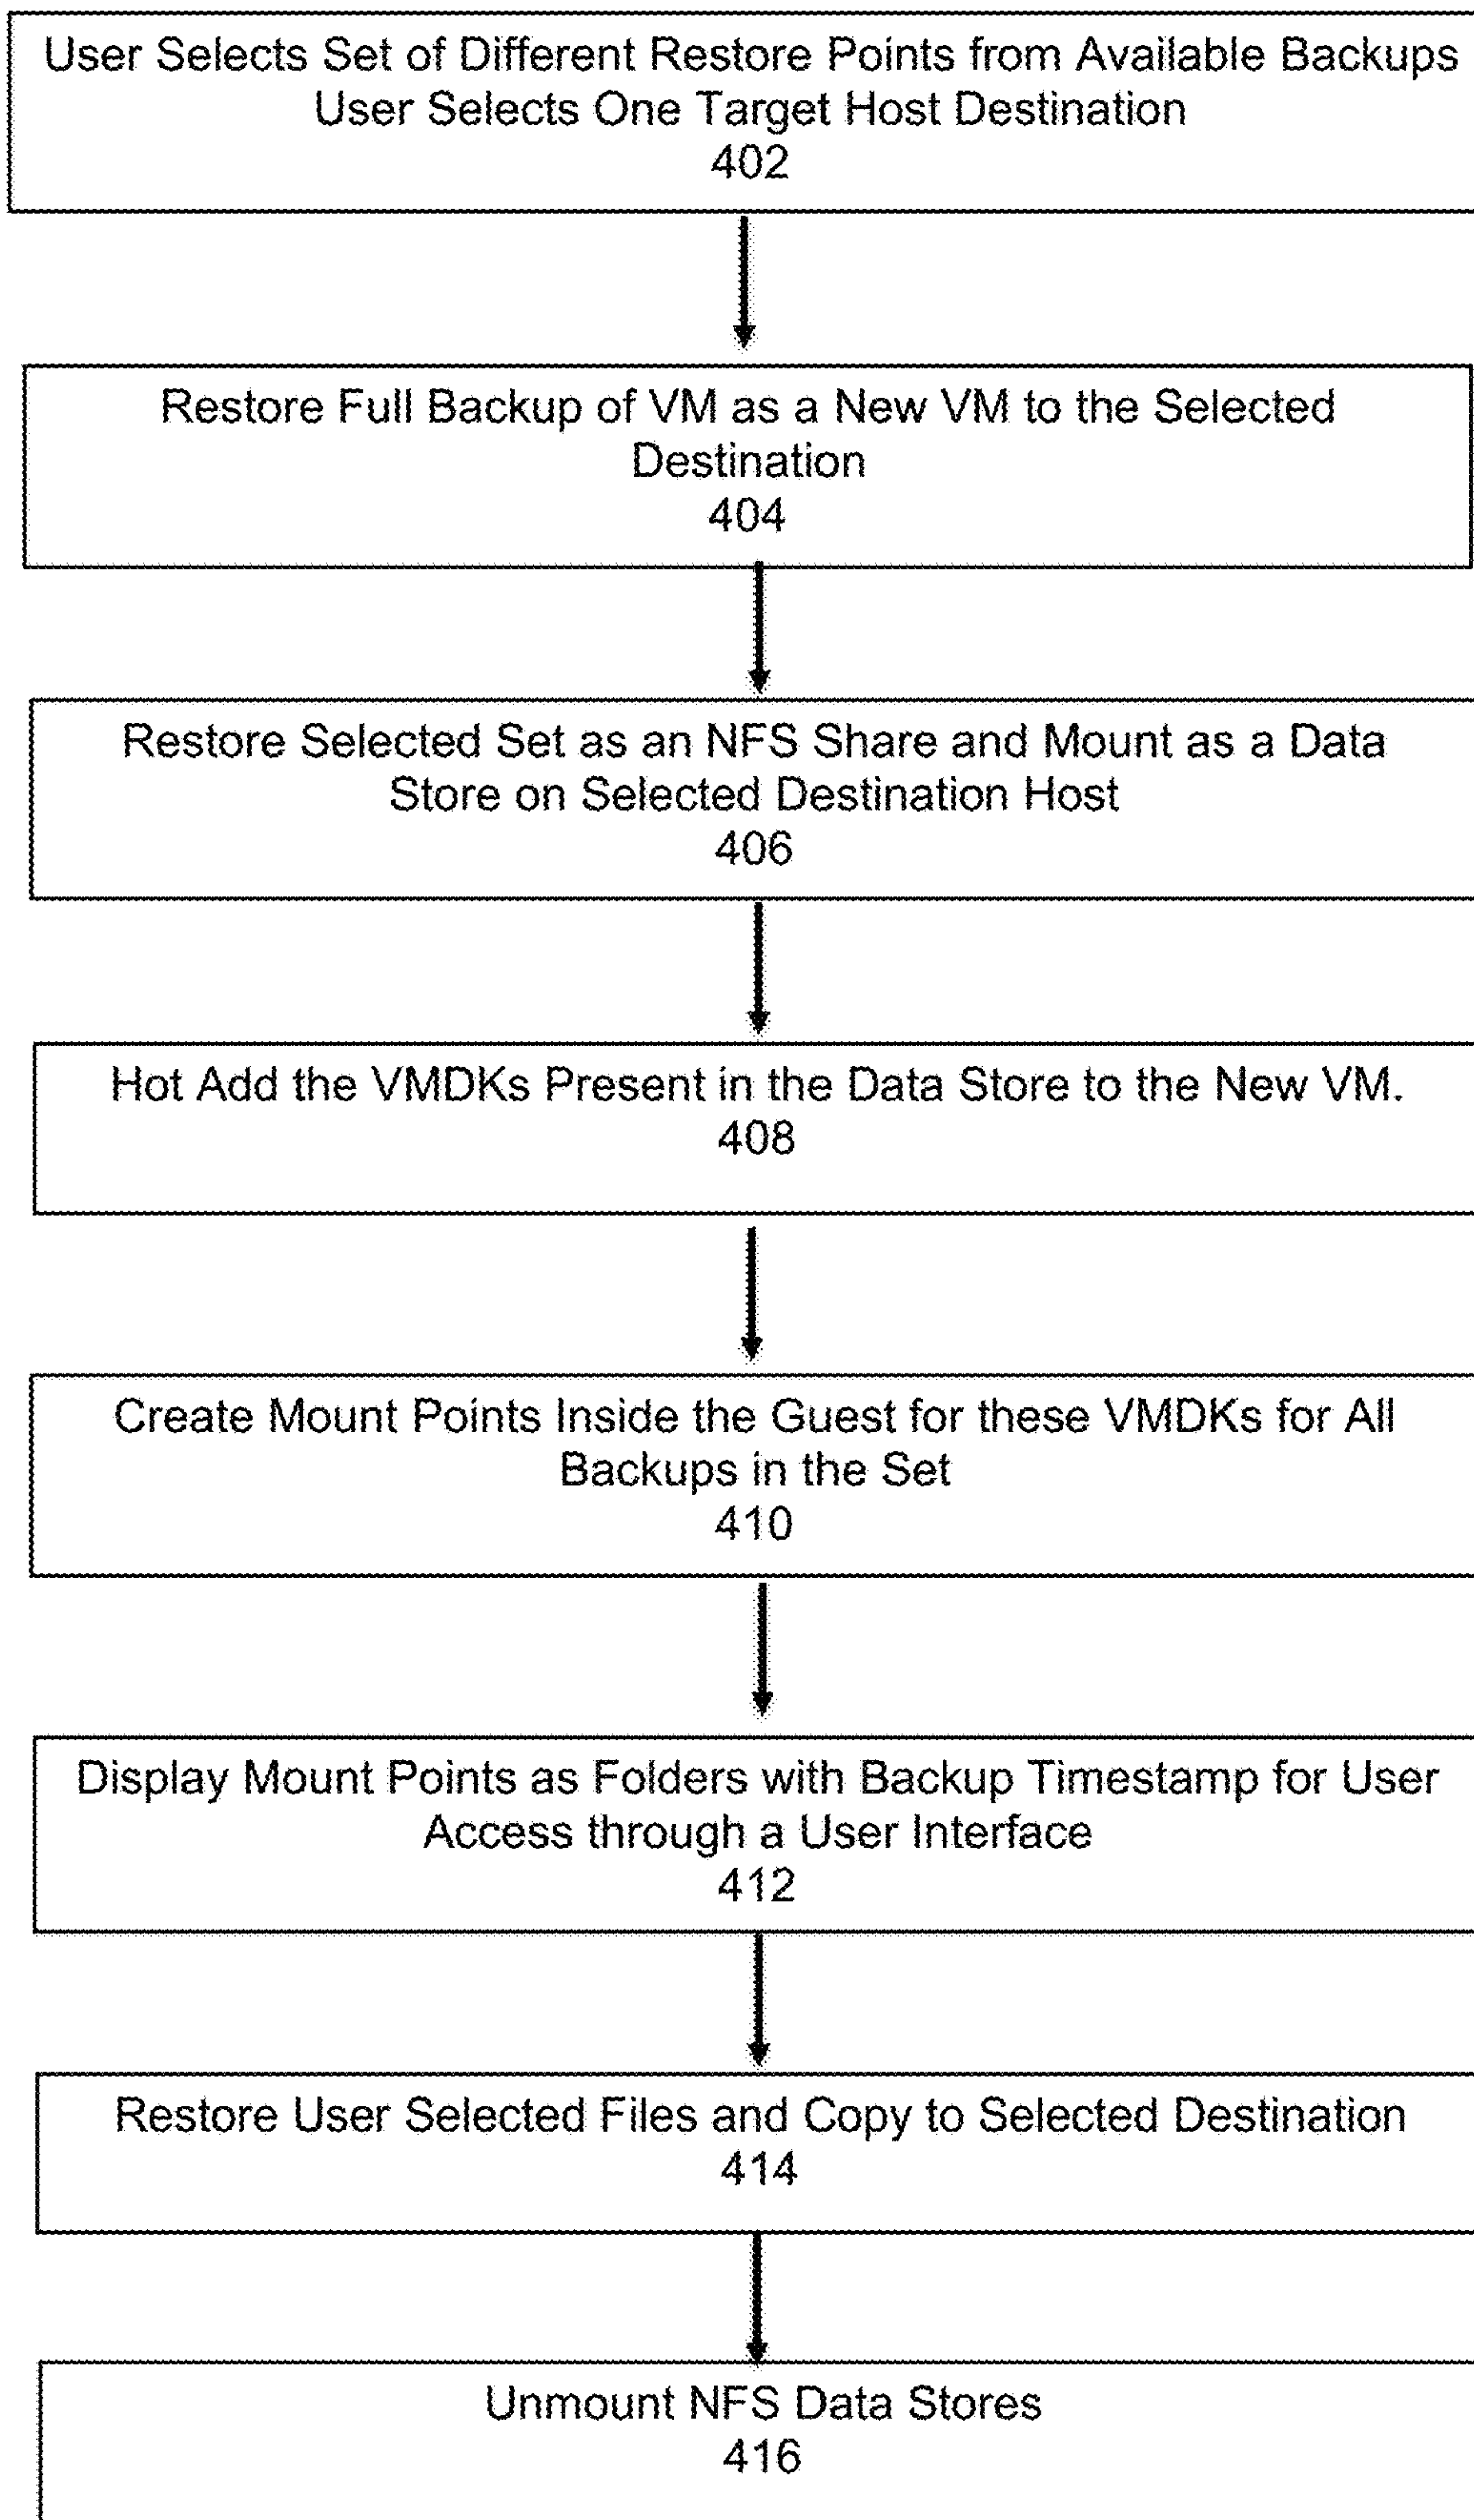 User Selects Set of Different Restore Points from Available Backups
User Selects One Target Host Destination
402
Restore Full Backup of VM as a New VM to the Selected
Destination
404
Restore Selected Set as an NFS Share and Mount as a Data
Store on Selected Destination Host
406
Hot Add the VMDKs Present in the Data Store to the New VM.
408
Create Mount Points Inside the Guest for these VMDKs for All
Backups in the Set
410
Display Mount Points as Folders with Backup Timestamp for User
Access through a User Interface
412
Restore User Selected Files and Copy to Selected Destination
414
Unmount NFS Data Stores
416